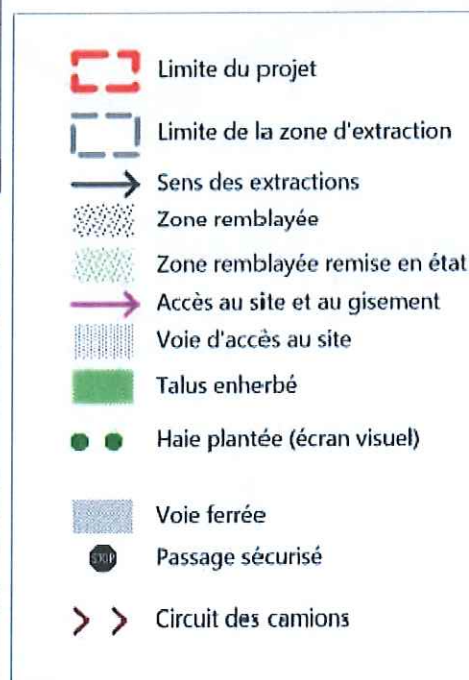 Limite du projet
Limite de la zone d'extraction
Sens des extractions
Zone remblayée
Zone remblayée remise en état
Accès au site et au gisement
Voie d'accès au site
Talus enherbé
Haie plantée (écran visuel)
Voie ferrée
STOP Passage sécurisé
Circuit des camions